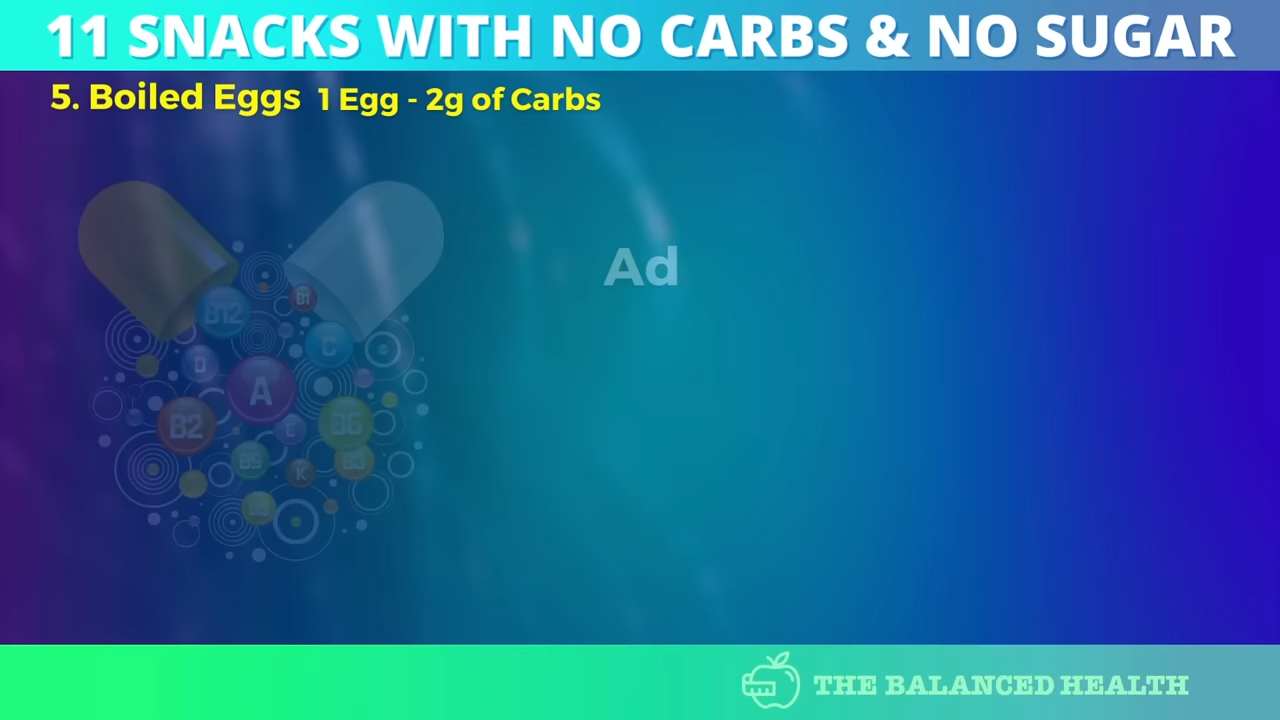 11 SNACKS WITH NO CARBS & NO SUGAR
5. Boiled Eggs 1 Egg - 2g of Carbs
Ad
B12
B1
D
C
A
B2
E
B6
B9
K
B3
THE BALANCED HEALTH